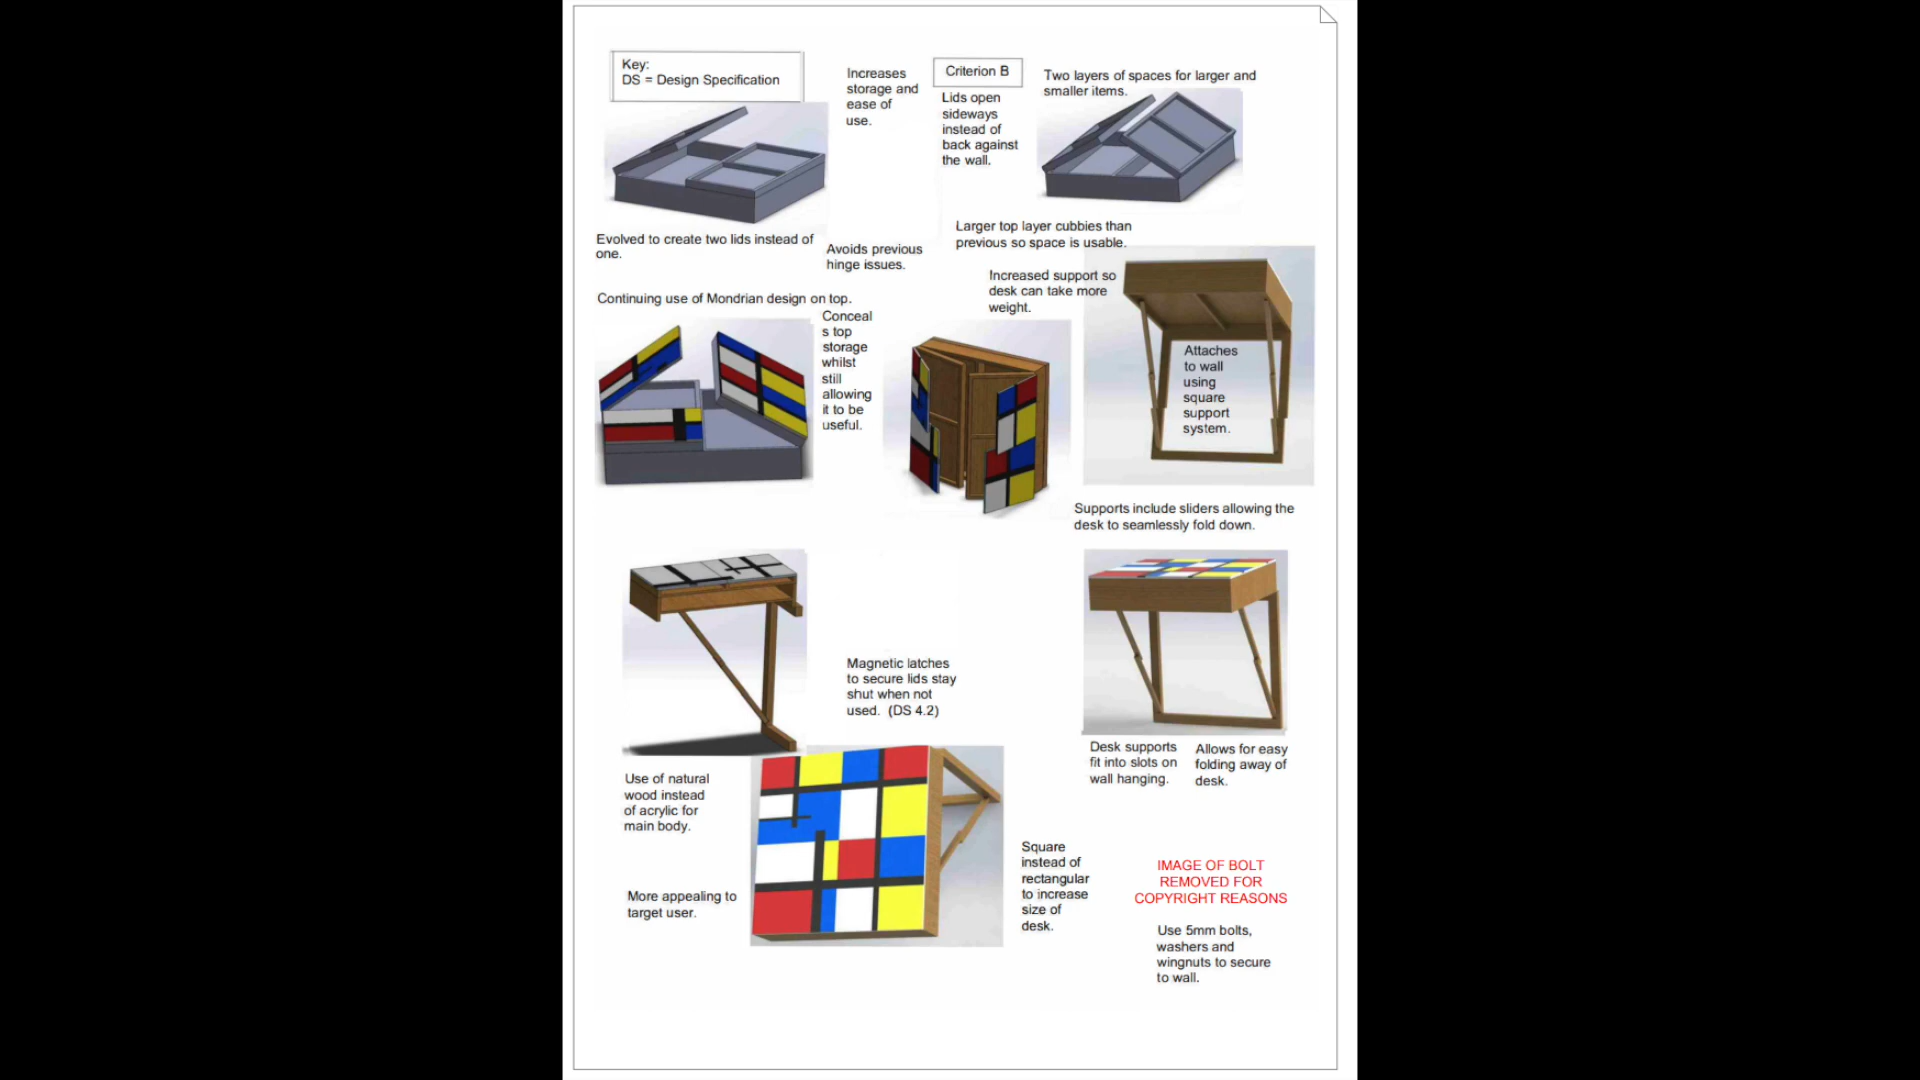 Key:
DS = Design Specification
Increases
storage and
ease of
use.
Criterion B
Lids open
sideways
instead of
back against
the wall.
Two layers of spaces for larger and
smaller items.
Evolved to create two lids instead of
one.
Avoids previous
hinge issues.
Larger top layer cubbies than
previous so space is usable.
Increased support so
desk can take more
weight.
Continuing use of Mondrian design on top.
Conceal
s top
storage
whilst
still
allowing
it to be
useful.
Attaches
to wall
using
square
support
system.
Supports include sliders allowing the
desk to seamlessly fold down.
Magnetic latches
to secure lids stay
shut when not
used.  (DS 4.2)
Desk supports
fit into slots on
wall hanging.
Allows for easy
folding away of
desk.
Use of natural
wood instead
of acrylic for
main body.
More appealing to
target user.
Square
instead of
rectangular
to increase
size of
desk.
IMAGE OF BOLT
REMOVED FOR
COPYRIGHT REASONS
Use 5mm bolts,
washers and
wingnuts to secure
to wall.